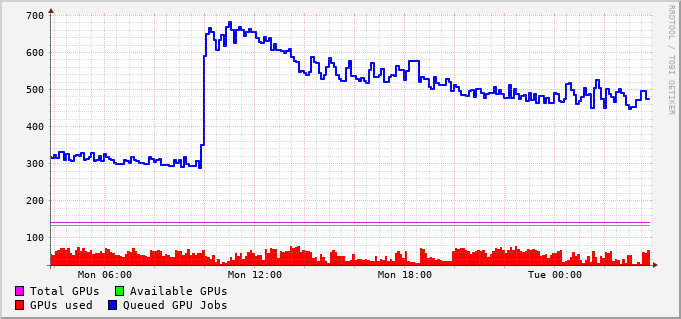 700
600
500
400
300
200
100
Mon 06:00 Mon 12:00 Mon 18:00 Tue 00:00
Total GPUs Available GPUs
GPUs used Queued GPU Jobs
RRDTOOL / TOBI OETIKER